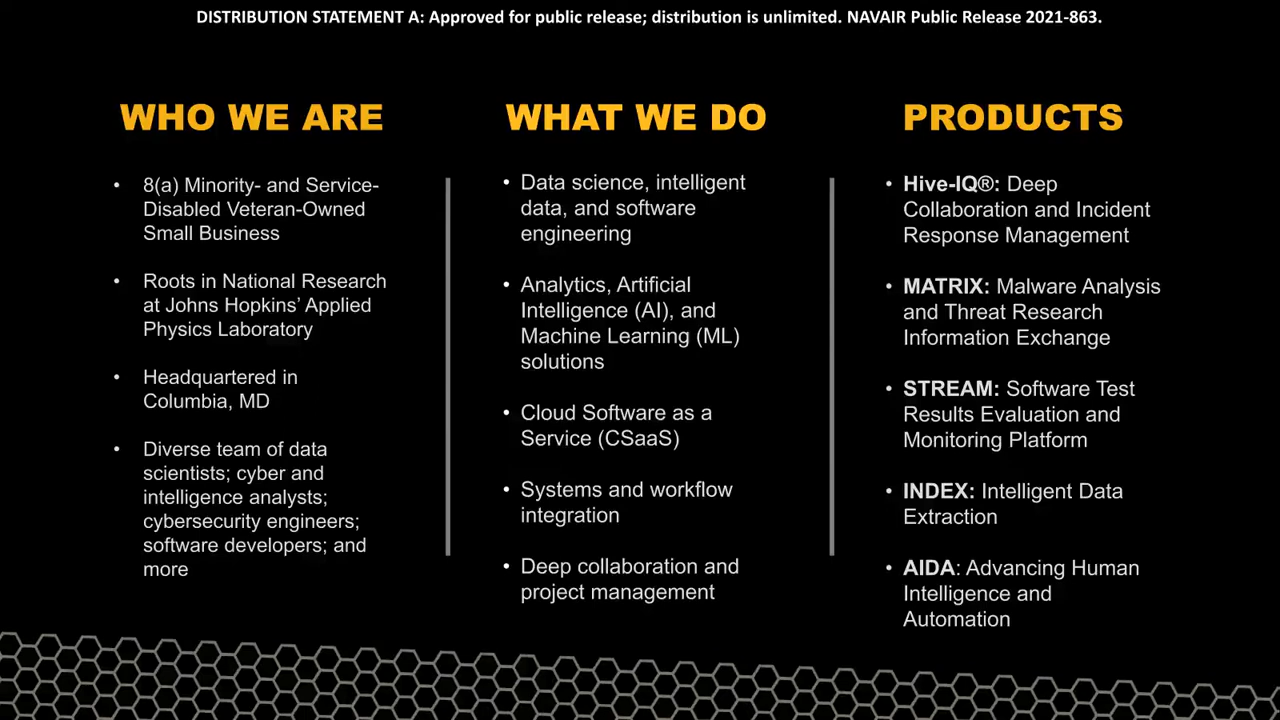 DISTRIBUTION STATEMENT A: Approved for public release; distribution is unlimited. NAVAIR Public Release 2021-863.
WHO WE ARE
• 8(a) Minority- and Service-
Disabled Veteran-Owned
Small Business
• Roots in National Research
at Johns Hopkins’ Applied
Physics Laboratory
• Headquartered in
Columbia, MD
• Diverse team of data
scientists; cyber and
intelligence analysts;
cybersecurity engineers;
software developers; and
more
WHAT WE DO
• Data science, intelligent
data, and software
engineering
• Analytics, Artificial
Intelligence (AI), and
Machine Learning (ML)
solutions
• Cloud Software as a
Service (CSaaS)
• Systems and workflow
integration
• Deep collaboration and
project management
PRODUCTS
• Hive-IQ®: Deep
Collaboration and Incident
Response Management
• MATRIX: Malware Analysis
and Threat Research
Information Exchange
• STREAM: Software Test
Results Evaluation and
Monitoring Platform
• INDEX: Intelligent Data
Extraction
• AIDA: Advancing Human
Intelligence and
Automation